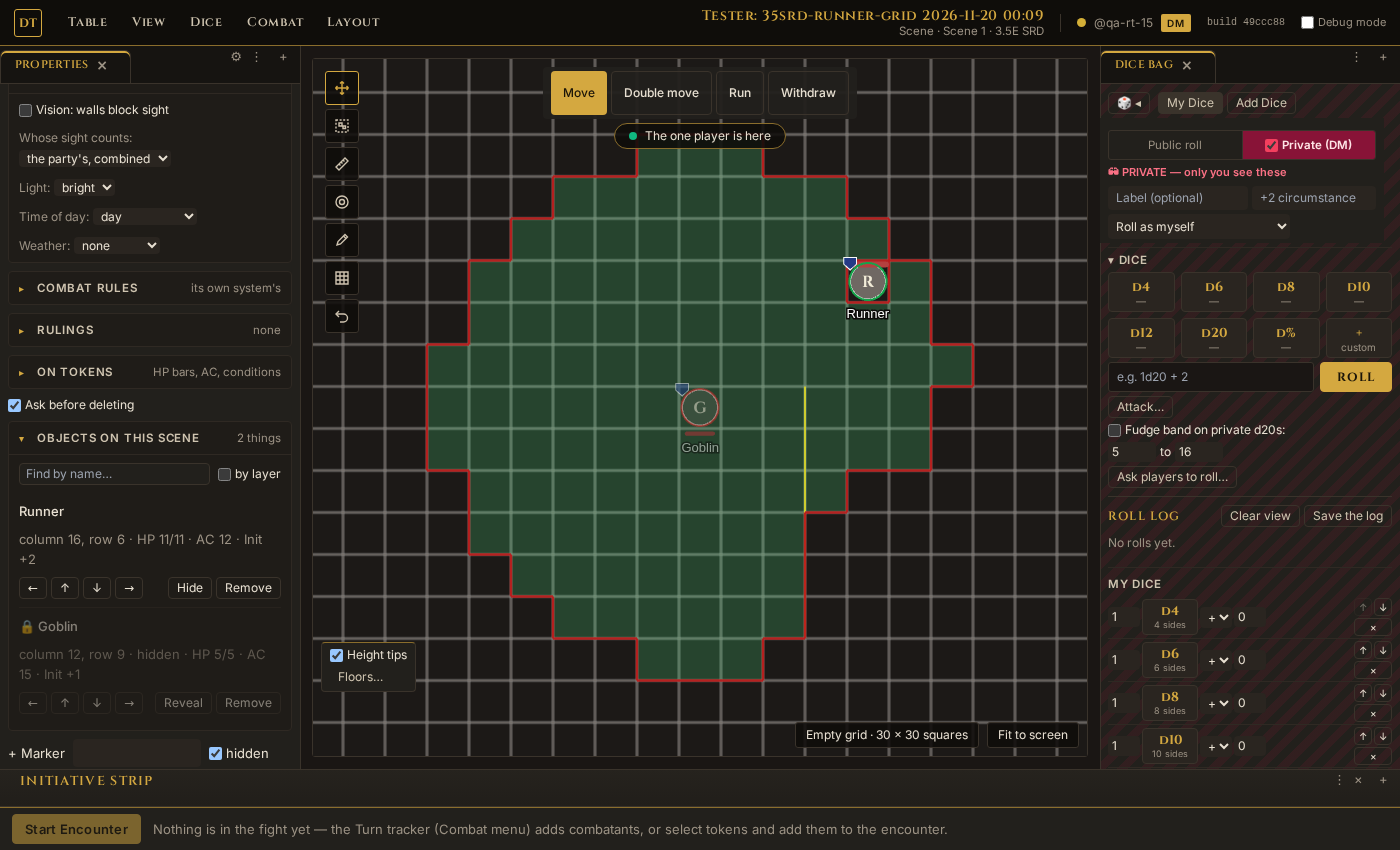 DT
TABLE
VIEW
DICE
COMBAT
LAYOUT
TESTER: 35SRD-RUNNER-GRID 2026-11-20 00:09
Scene · Scene 1 · 3.5E SRD
@qa-rt-15
DM
build 49ccc88
Debug mode
PROPERTIES ×
Vision: walls block sight
Whose sight counts:
the party's, combined
Light: bright
Time of day: day
Weather: none
COMBAT RULES its own system's
RULINGS none
ON TOKENS HP bars, AC, conditions
Ask before deleting
OBJECTS ON THIS SCENE 2 things
Find by name...
by layer
Runner
column 16, row 6 · HP 11/11 · AC 12 · Init
+2
← ↑ ↓ → Hide Remove
🔒 Goblin
column 12, row 9 · hidden · HP 5/5 · AC
15 · Init +1
← ↑ ↓ → Reveal Remove
+ Marker
hidden
Move
Double move
Run
Withdraw
The one player is here
R
Runner
G
Goblin
Height tips
Floors...
Empty grid · 30 × 30 squares
Fit to screen
DICE BAG ×
My Dice
Add Dice
Public roll
Private (DM)
PRIVATE — only you see these
Label (optional)
+2 circumstance
Roll as myself
▾ DICE
D4
—
D6
—
D8
—
D10
—
D12
—
D20
—
D%
—
+
custom
e.g. 1d20 + 2
ROLL
Attack...
Fudge band on private d20s:
5 to 16
Ask players to roll...
ROLL LOG
Clear view
Save the log
No rolls yet.
MY DICE
1 D4 + 0
4 sides
1 D6 + 0
6 sides
1 D8 + 0
8 sides
1 D10 + 0
10 sides
INITIATIVE STRIP
Start Encounter
Nothing is in the fight yet — the Turn tracker (Combat menu) adds combatants, or select tokens and add them to the encounter.